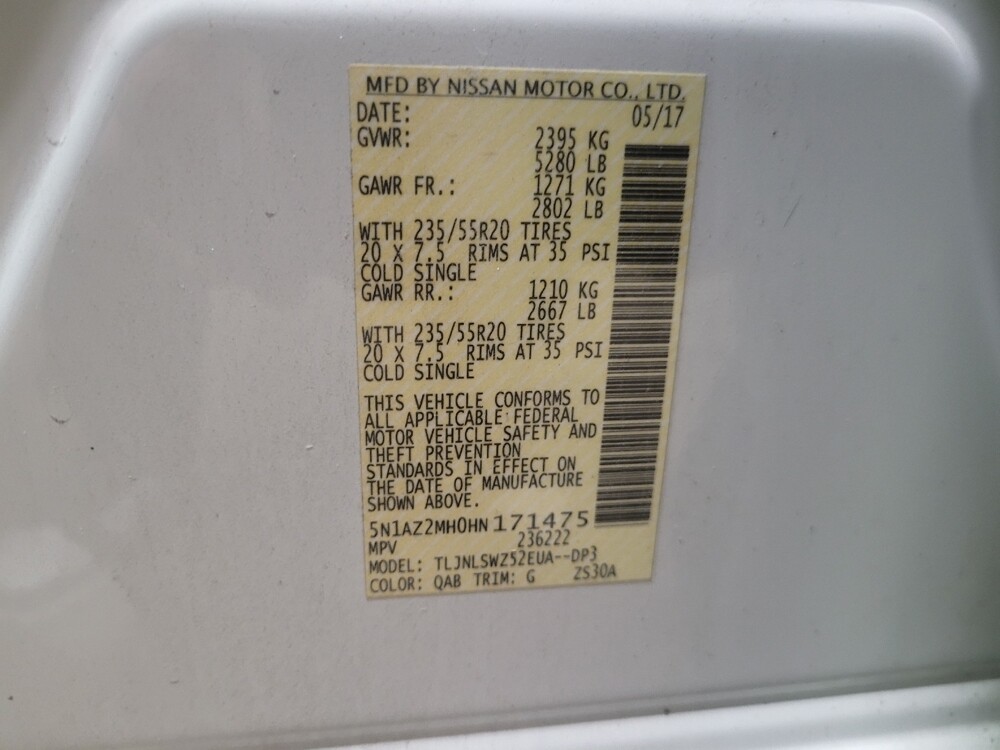 MFD BY NISSAN MOTOR CO., LTD.
DATE: 05/17
GVWR: 2395 KG
5280 LB
GAWR FR.: 1271 KG
2802 LB
WITH 235/55R20 TIRES
20 X 7.5 RIMS AT 35 PSI
COLD SINGLE
GAWR RR.: 1210 KG
2667 LB
WITH 235/55R20 TIRES
20 X 7.5 RIMS AT 35 PSI
COLD SINGLE
THIS VEHICLE CONFORMS TO
ALL APPLICABLE FEDERAL
MOTOR VEHICLE SAFETY AND
THEFT PREVENTION
STANDARDS IN EFFECT ON
THE DATE OF MANUFACTURE
SHOWN ABOVE.
5N1AZ2MH0HN171475
MPV 236222
MODEL: TLJNLSWZ52EUA--DP3
COLOR: QAB TRIM: G ZS30A